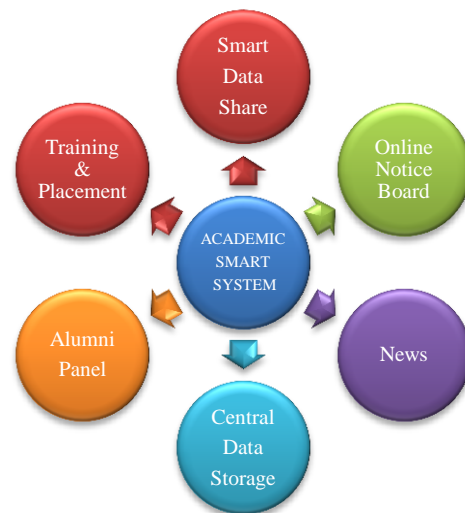 Smart
Data
Share
Training
&
Placement
Online
Notice
Board
ACADEMIC
SMART
SYSTEM
Alumni
Panel
News
Central
Data
Storage